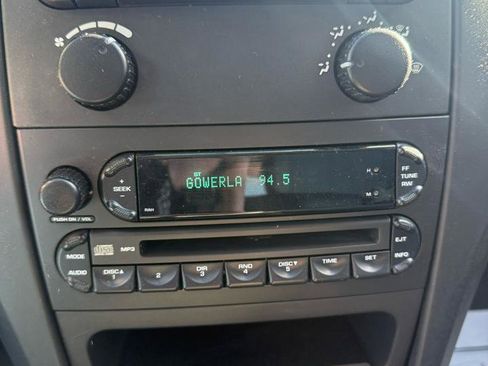 ST
GOWERLA 94.5
+
SEEK
-
H
M
FF
TUNE
RW
RAH
PUSH ON / VOL
MODE
AUDIO
MP3
EJT
INFO
DISC▲
1
2
DIR
3
RND
4
DISC▼
5
TIME
SET